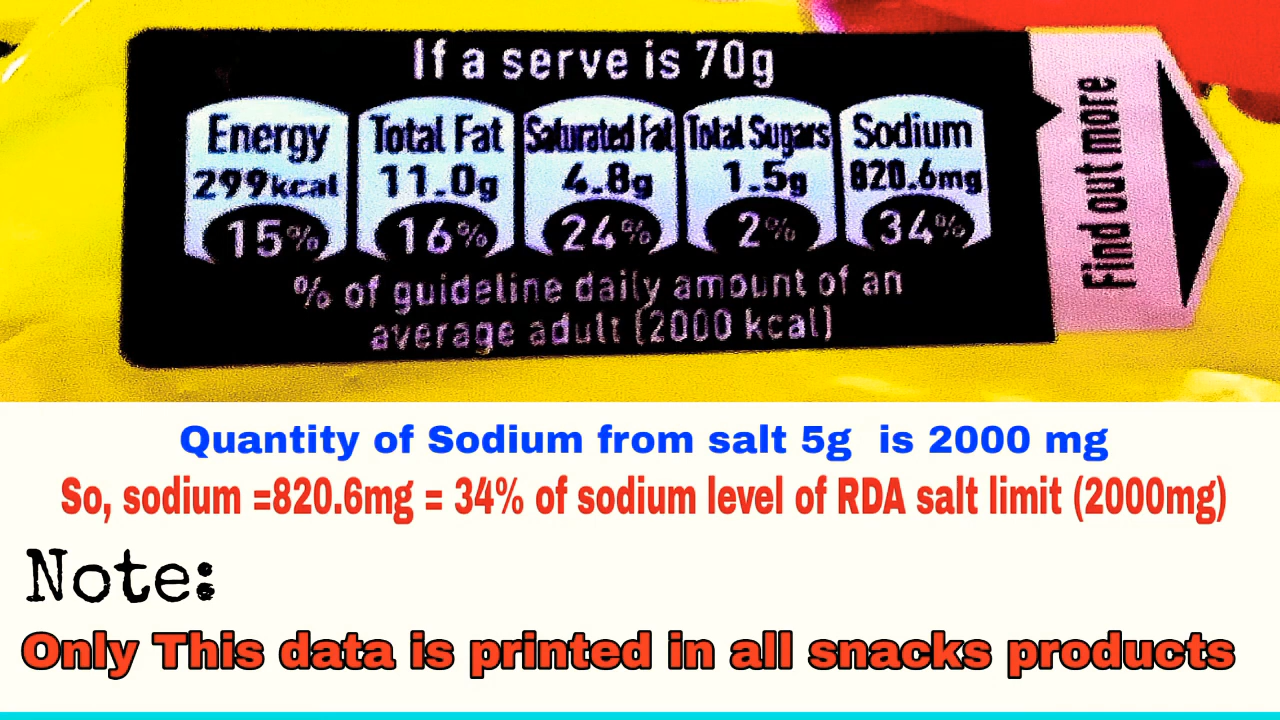 If a serve is 70g
Energy Total Fat Saturated Fat Total Sugars Sodium
299kcal 11.0g 4.8g 1.5g 820.6mg
15% 16% 24% 2% 34%
% of guideline daily amount of an
average adult (2000 kcal)
Find out more
Quantity of Sodium from salt 5g is 2000 mg
So, sodium =820.6mg = 34% of sodium level of RDA salt limit (2000mg)
Note:
Only This data is printed in all snacks products